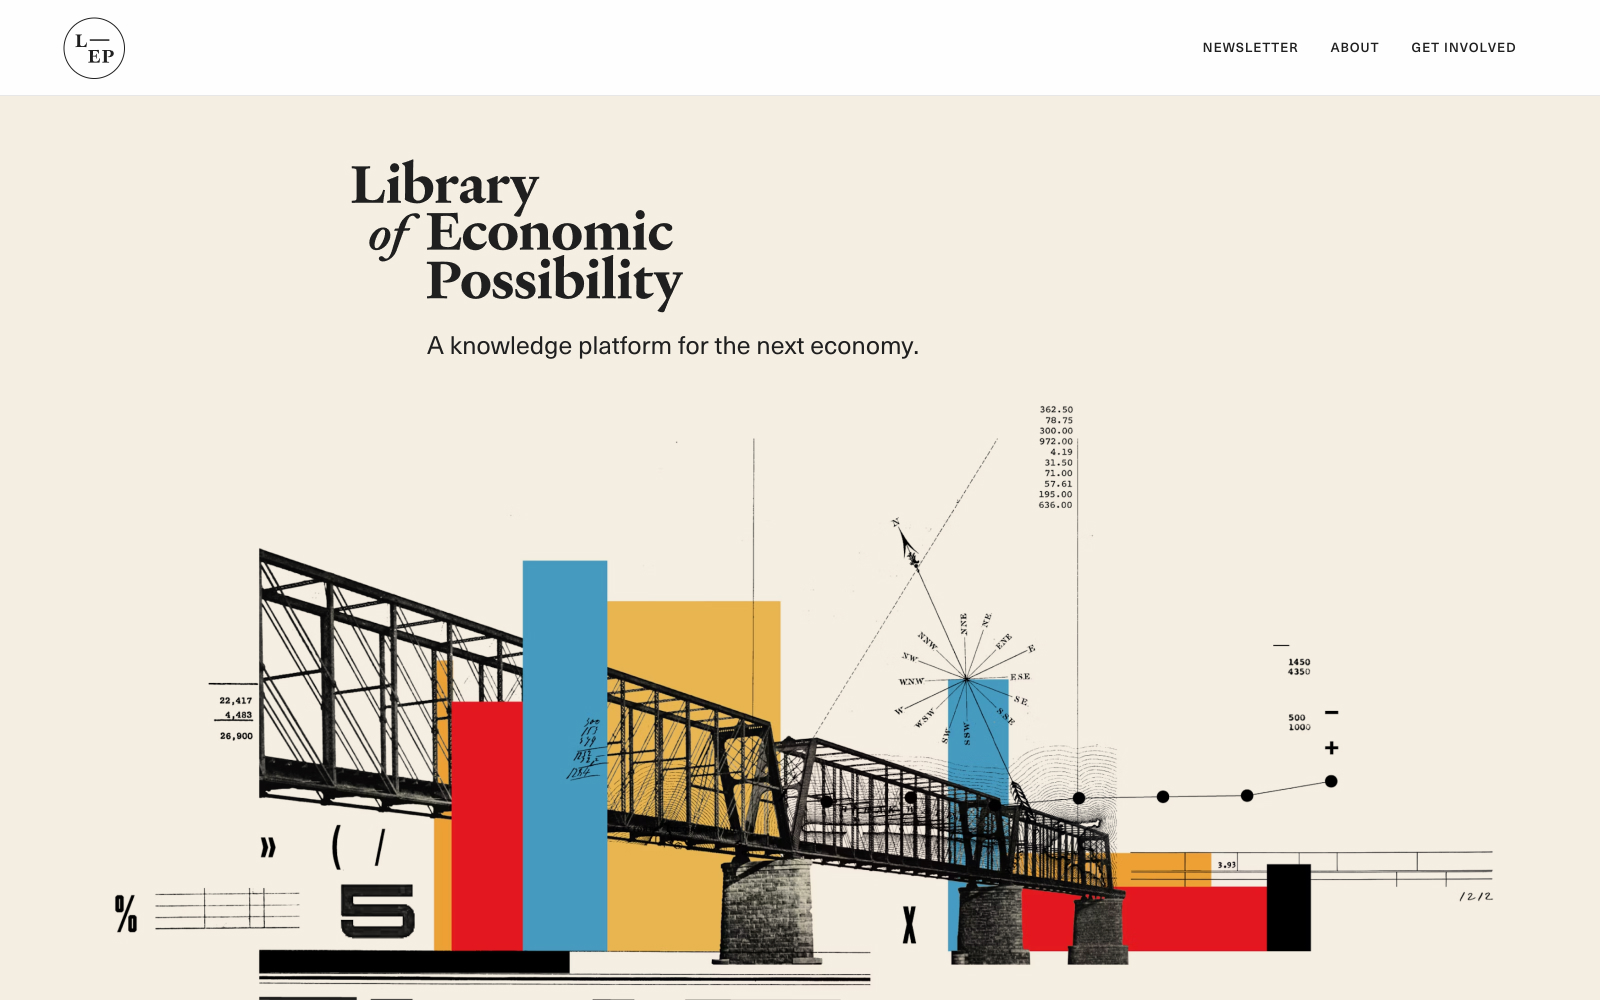 L—
EP
NEWSLETTER ABOUT GET INVOLVED
Library
of Economic
Possibility
A knowledge platform for the next economy.
362.50
78.75
300.00
972.00
4.19
31.50
71.00
57.61
195.00
636.00
N
NNW
NNE
NE
ENE
E
NW
WNW
ESE
SE
W
WSW
SW
SSW
SSE
1450
4350
22,417
4,483
26,900
500
1000
−
+
» ( /
3.93
% 5 X
/2/2